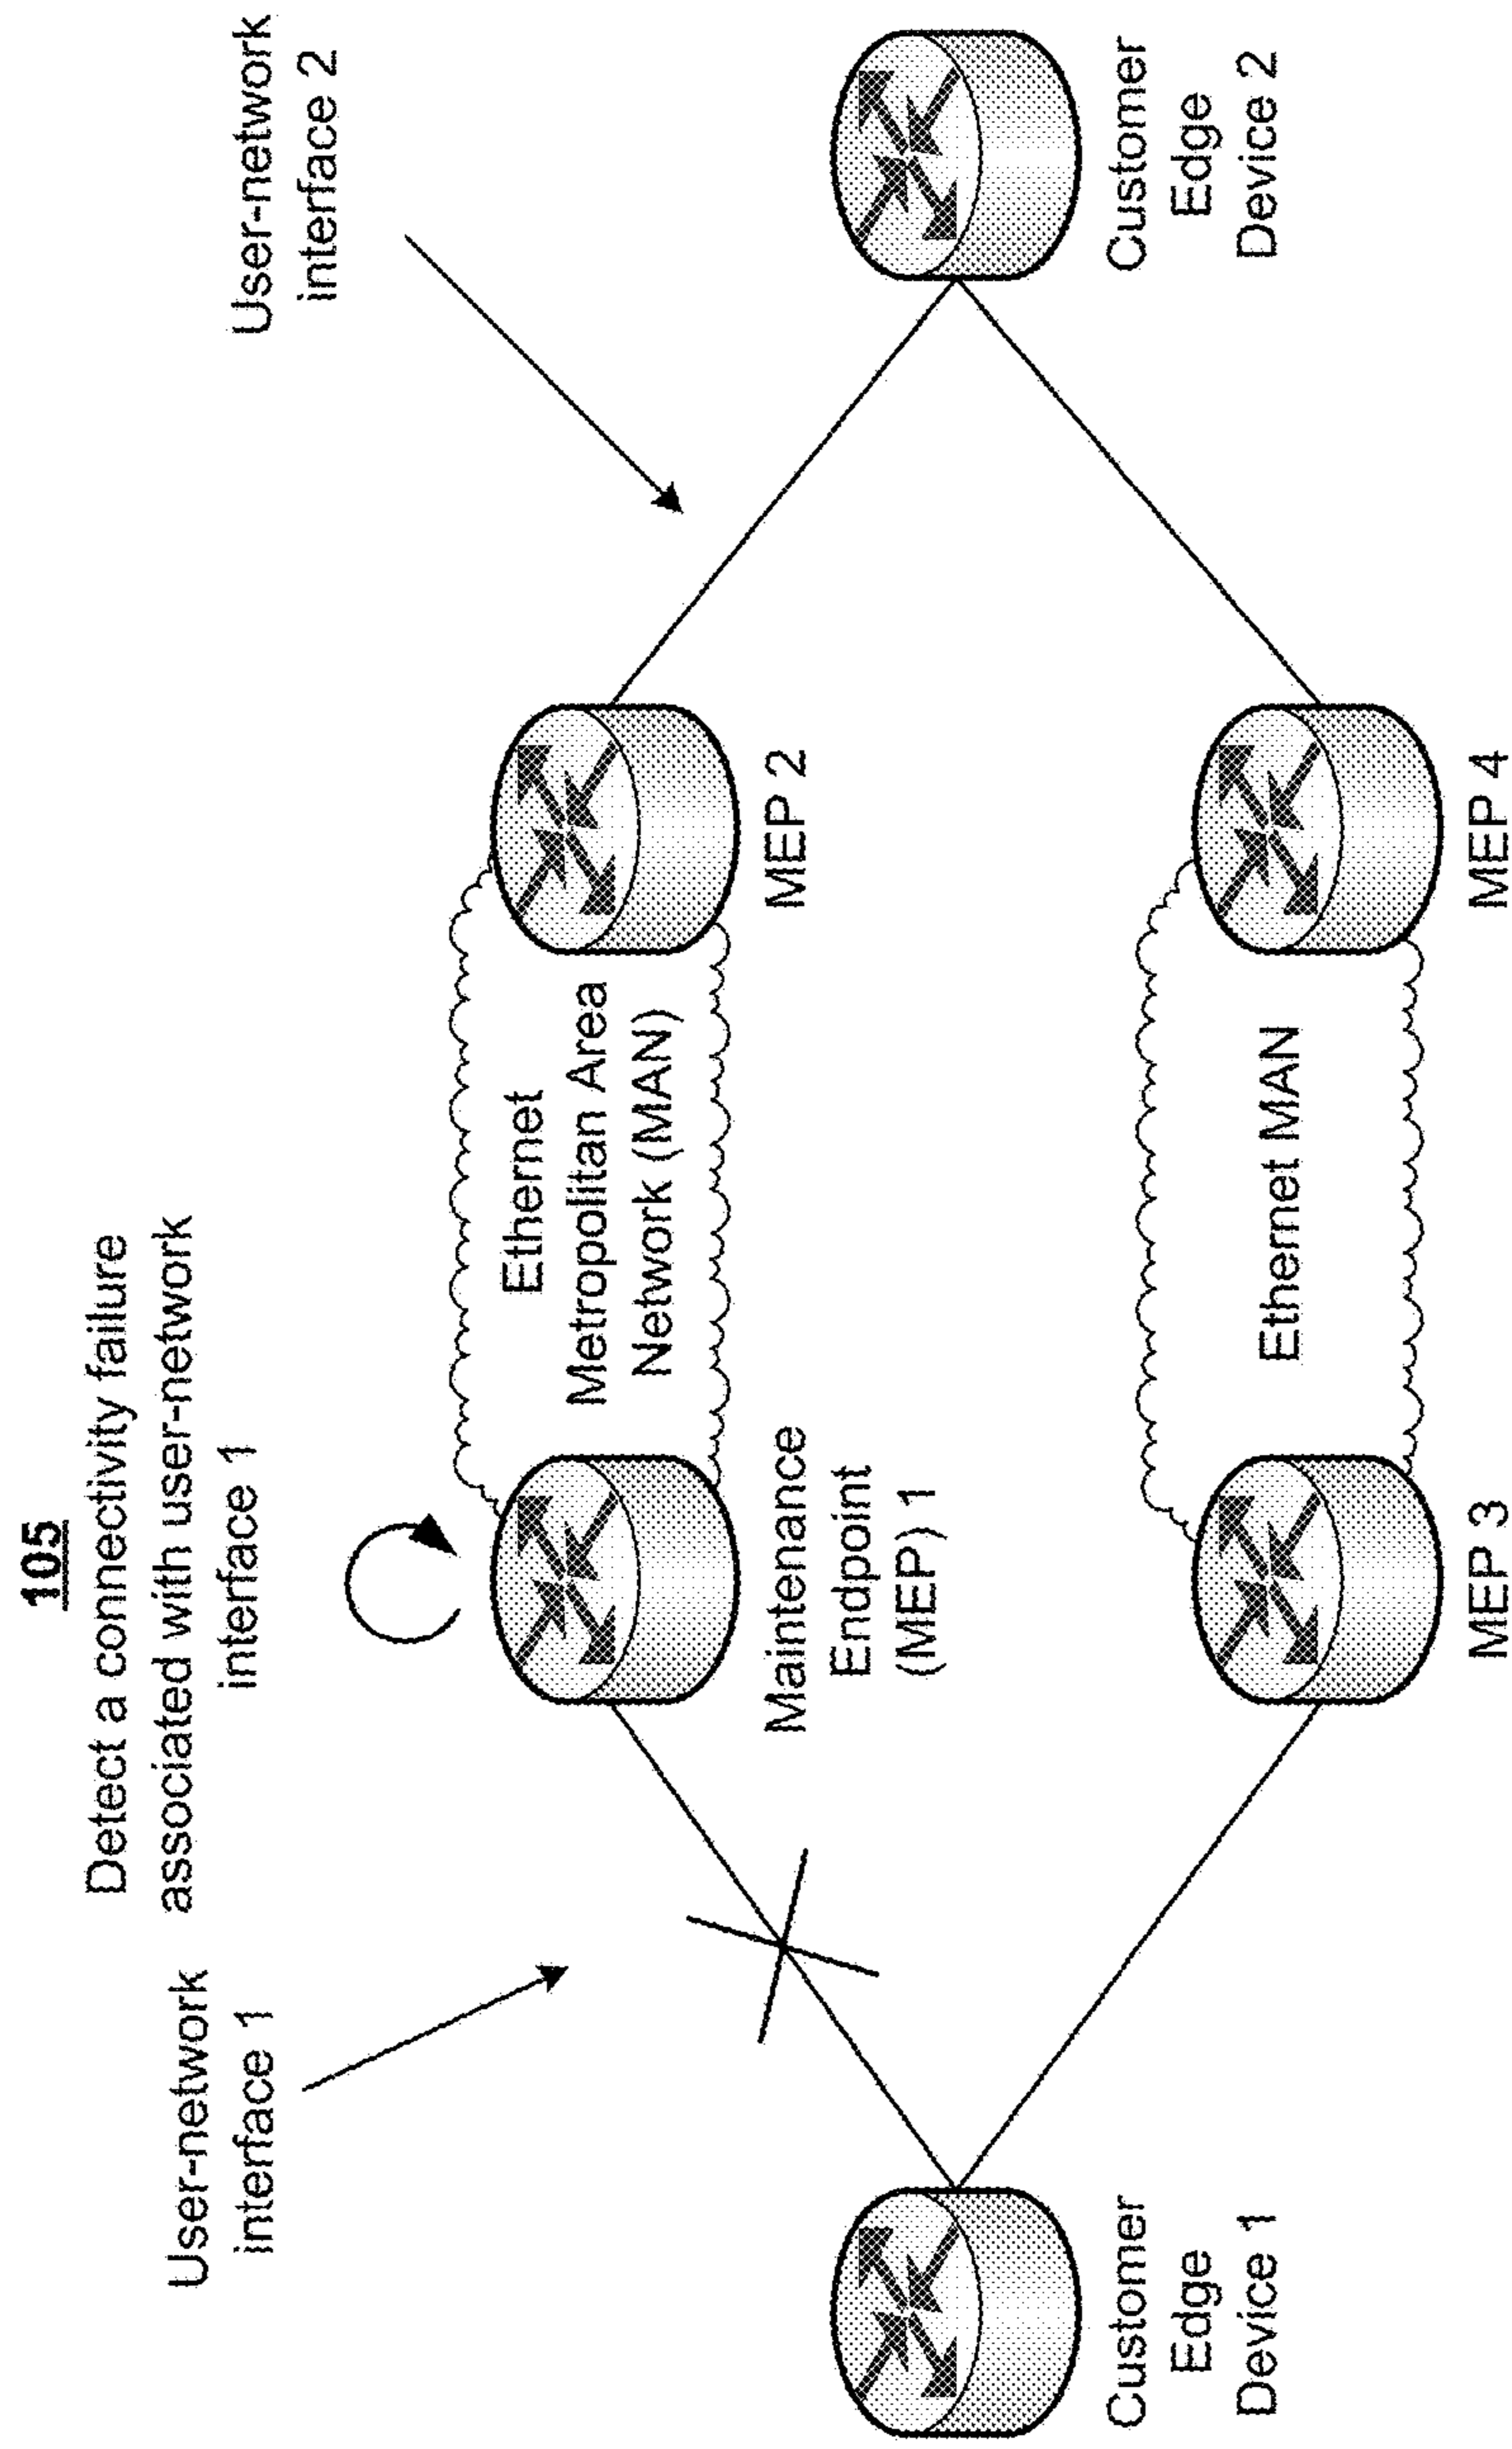 105
Detect a connectivity failure
associated with user-network
interface 1
User-network
interface 1
User-network
interface 2
Ethernet
Metropolitan Area
Network (MAN)
Maintenance
Endpoint
(MEP) 1
MEP 2
Customer
Edge
Device 1
Customer
Edge
Device 2
Ethernet MAN
MEP 3
MEP 4